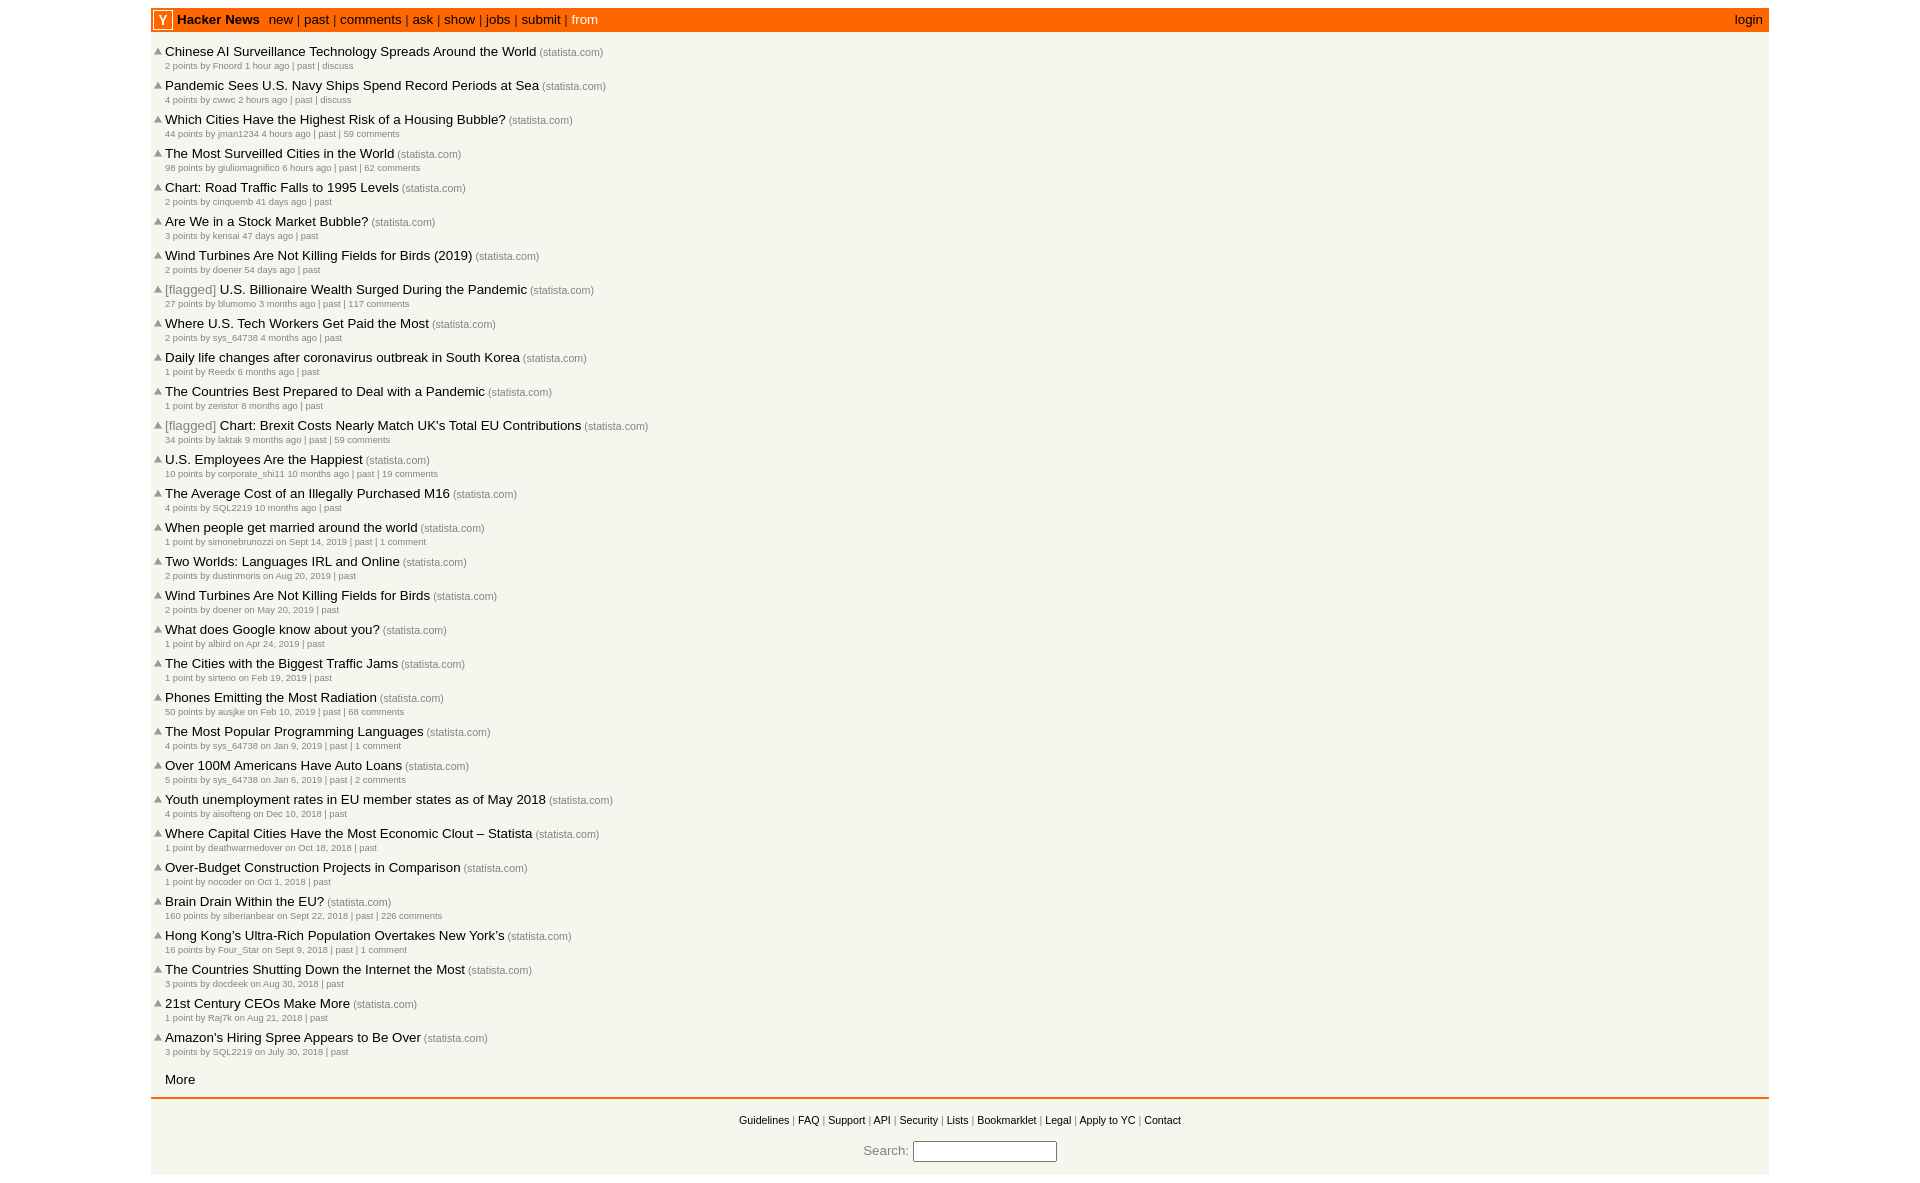 Y Hacker News new | past | comments | ask | show | jobs | submit | from login
Chinese AI Surveillance Technology Spreads Around the World (statista.com)
2 points by Fnoord 1 hour ago | past | discuss
Pandemic Sees U.S. Navy Ships Spend Record Periods at Sea (statista.com)
4 points by cwwc 2 hours ago | past | discuss
Which Cities Have the Highest Risk of a Housing Bubble? (statista.com)
44 points by jman1234 4 hours ago | past | 59 comments
The Most Surveilled Cities in the World (statista.com)
98 points by giuliomagnifico 6 hours ago | past | 62 comments
Chart: Road Traffic Falls to 1995 Levels (statista.com)
2 points by cinquemb 41 days ago | past
Are We in a Stock Market Bubble? (statista.com)
3 points by kensai 47 days ago | past
Wind Turbines Are Not Killing Fields for Birds (2019) (statista.com)
2 points by doener 54 days ago | past
[flagged] U.S. Billionaire Wealth Surged During the Pandemic (statista.com)
27 points by blumomo 3 months ago | past | 117 comments
Where U.S. Tech Workers Get Paid the Most (statista.com)
2 points by sys_64738 4 months ago | past
Daily life changes after coronavirus outbreak in South Korea (statista.com)
1 point by Reedx 6 months ago | past
The Countries Best Prepared to Deal with a Pandemic (statista.com)
1 point by zeristor 8 months ago | past
[flagged] Chart: Brexit Costs Nearly Match UK's Total EU Contributions (statista.com)
34 points by laktak 9 months ago | past | 59 comments
U.S. Employees Are the Happiest (statista.com)
10 points by corporate_shi11 10 months ago | past | 19 comments
The Average Cost of an Illegally Purchased M16 (statista.com)
4 points by SQL2219 10 months ago | past
When people get married around the world (statista.com)
1 point by simonebrunozzi on Sept 14, 2019 | past | 1 comment
Two Worlds: Languages IRL and Online (statista.com)
2 points by dustinmoris on Aug 20, 2019 | past
Wind Turbines Are Not Killing Fields for Birds (statista.com)
2 points by doener on May 20, 2019 | past
What does Google know about you? (statista.com)
1 point by albird on Apr 24, 2019 | past
The Cities with the Biggest Traffic Jams (statista.com)
1 point by sirteno on Feb 19, 2019 | past
Phones Emitting the Most Radiation (statista.com)
50 points by ausjke on Feb 10, 2019 | past | 68 comments
The Most Popular Programming Languages (statista.com)
4 points by sys_64738 on Jan 9, 2019 | past | 1 comment
Over 100M Americans Have Auto Loans (statista.com)
5 points by sys_64738 on Jan 6, 2019 | past | 2 comments
Youth unemployment rates in EU member states as of May 2018 (statista.com)
4 points by aisofteng on Dec 10, 2018 | past
Where Capital Cities Have the Most Economic Clout – Statista (statista.com)
1 point by deathwarmedover on Oct 18, 2018 | past
Over-Budget Construction Projects in Comparison (statista.com)
1 point by nocoder on Oct 1, 2018 | past
Brain Drain Within the EU? (statista.com)
160 points by siberianbear on Sept 22, 2018 | past | 226 comments
Hong Kong’s Ultra-Rich Population Overtakes New York’s (statista.com)
16 points by Four_Star on Sept 9, 2018 | past | 1 comment
The Countries Shutting Down the Internet the Most (statista.com)
3 points by docdeek on Aug 30, 2018 | past
21st Century CEOs Make More (statista.com)
1 point by Raj7k on Aug 21, 2018 | past
Amazon's Hiring Spree Appears to Be Over (statista.com)
3 points by SQL2219 on July 30, 2018 | past
More
Guidelines | FAQ | Support | API | Security | Lists | Bookmarklet | Legal | Apply to YC | Contact
Search: